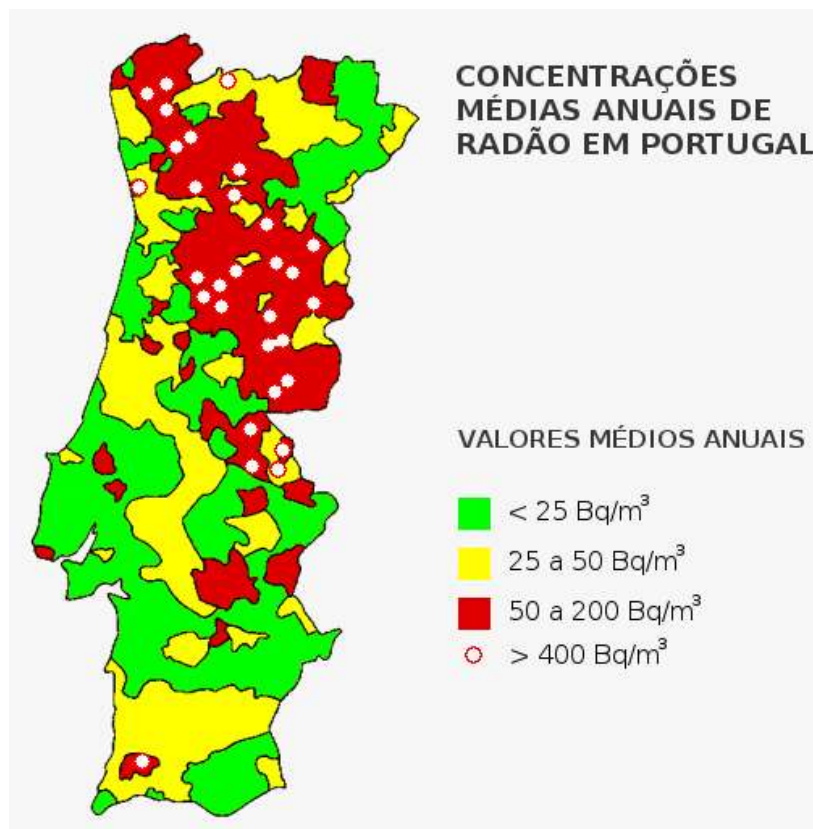 CONCENTRAÇÕES
MÉDIAS ANUAIS DE
RADÃO EM PORTUGAL
VALORES MÉDIOS ANUAIS
< 25 Bq/m³
25 a 50 Bq/m³
50 a 200 Bq/m³
> 400 Bq/m³